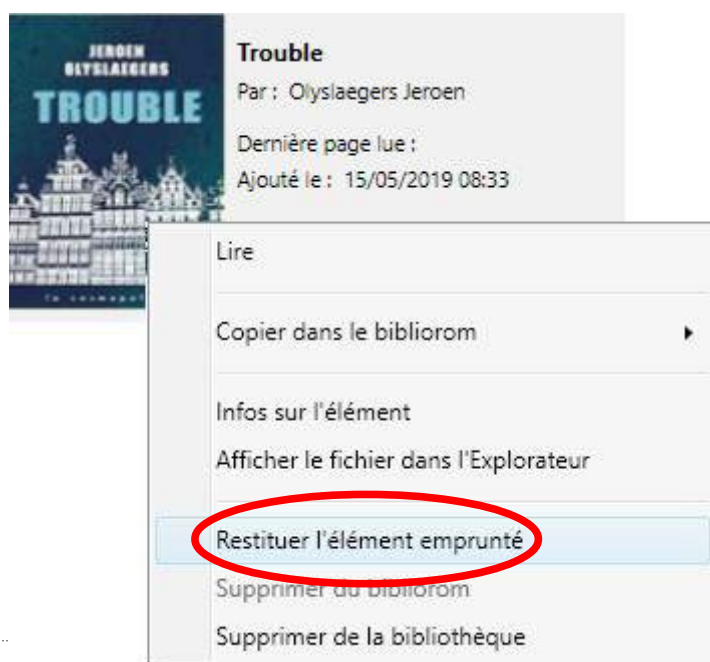 JEROEN
OLYSLAEGERS
TROUBLE
Trouble
Par : Olyslaegers Jeroen
Dernière page lue :
Ajouté le : 15/05/2019 08:33
Lire
Copier dans le bibliorom
Infos sur l'élément
Afficher le fichier dans l'Explorateur
Restituer l'élément emprunté
Supprimer du bibliorom
Supprimer de la bibliothèque
..